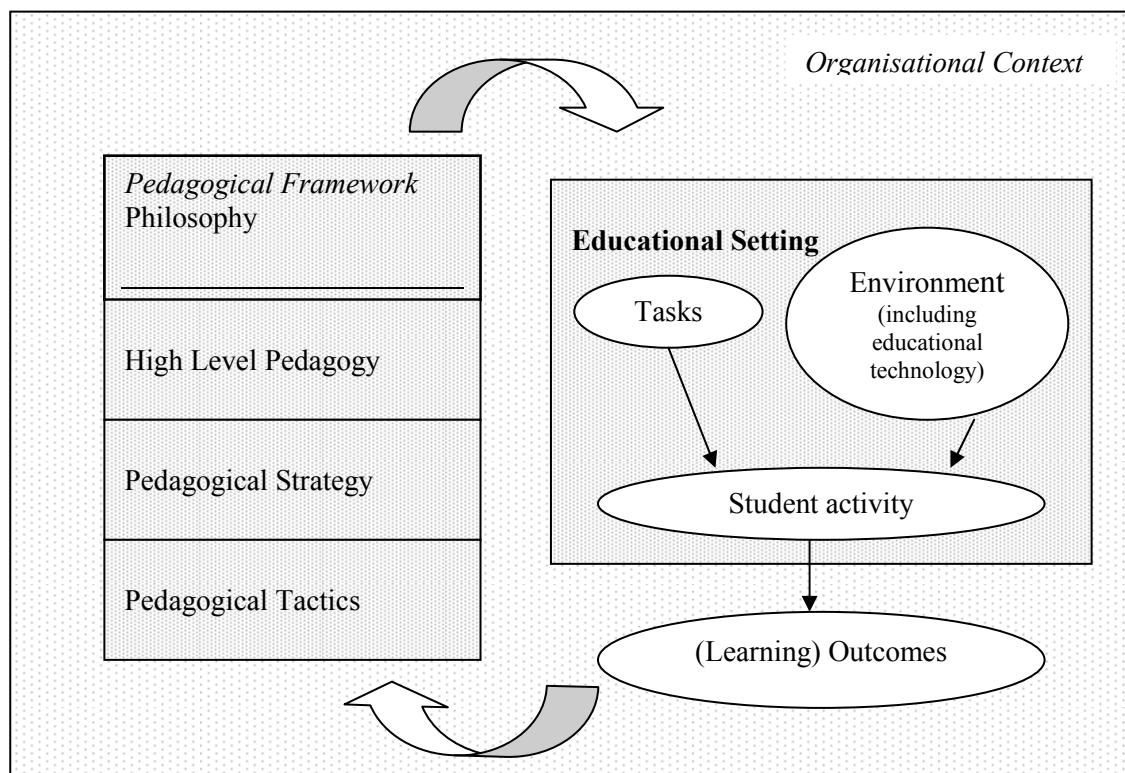 Organisational Context
Pedagogical Framework
Philosophy
High Level Pedagogy
Pedagogical Strategy
Pedagogical Tactics
Educational Setting
Tasks
Environment
(including
educational
technology)
Student activity
(Learning) Outcomes